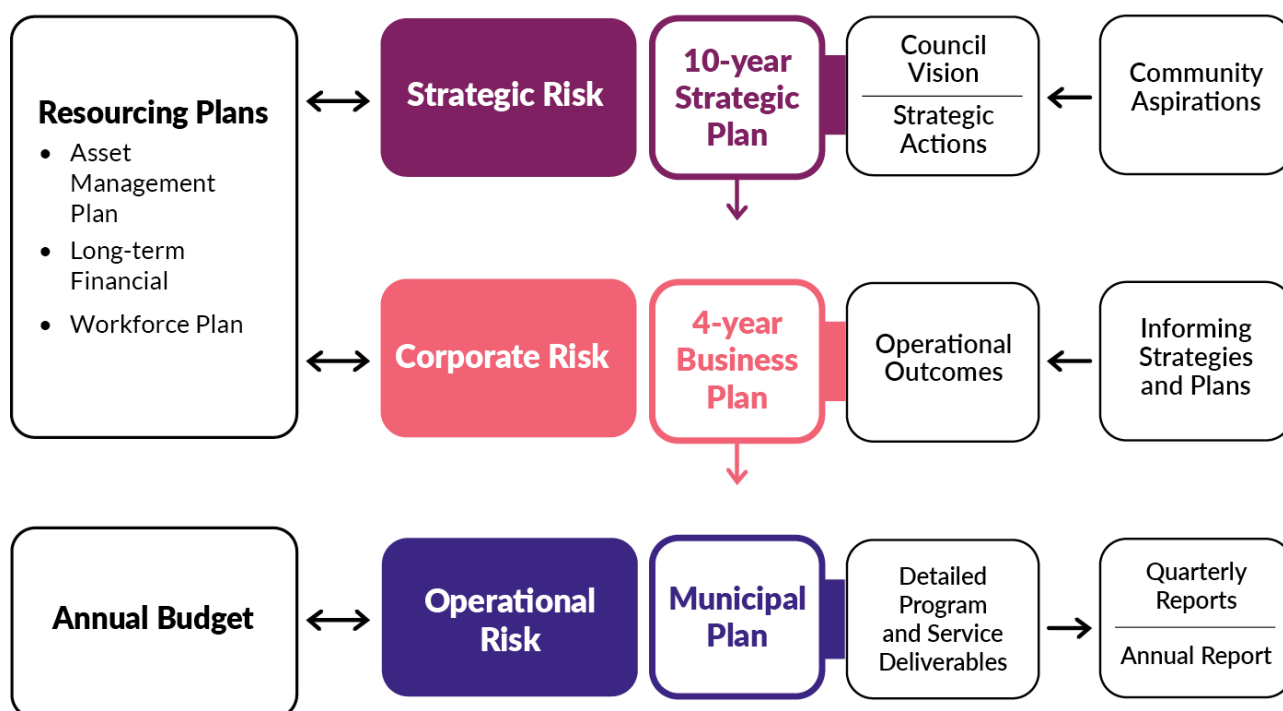 Resourcing Plans
• Asset
Management
Plan
• Long-term
Financial
• Workforce Plan
Strategic Risk
10-year
Strategic
Plan
Council
Vision
Strategic
Actions
Community
Aspirations
Corporate Risk
4-year
Business
Plan
Operational
Outcomes
Informing
Strategies
and Plans
Annual Budget
Operational
Risk
Municipal
Plan
Detailed
Program
and Service
Deliverables
Quarterly
Reports
Annual Report